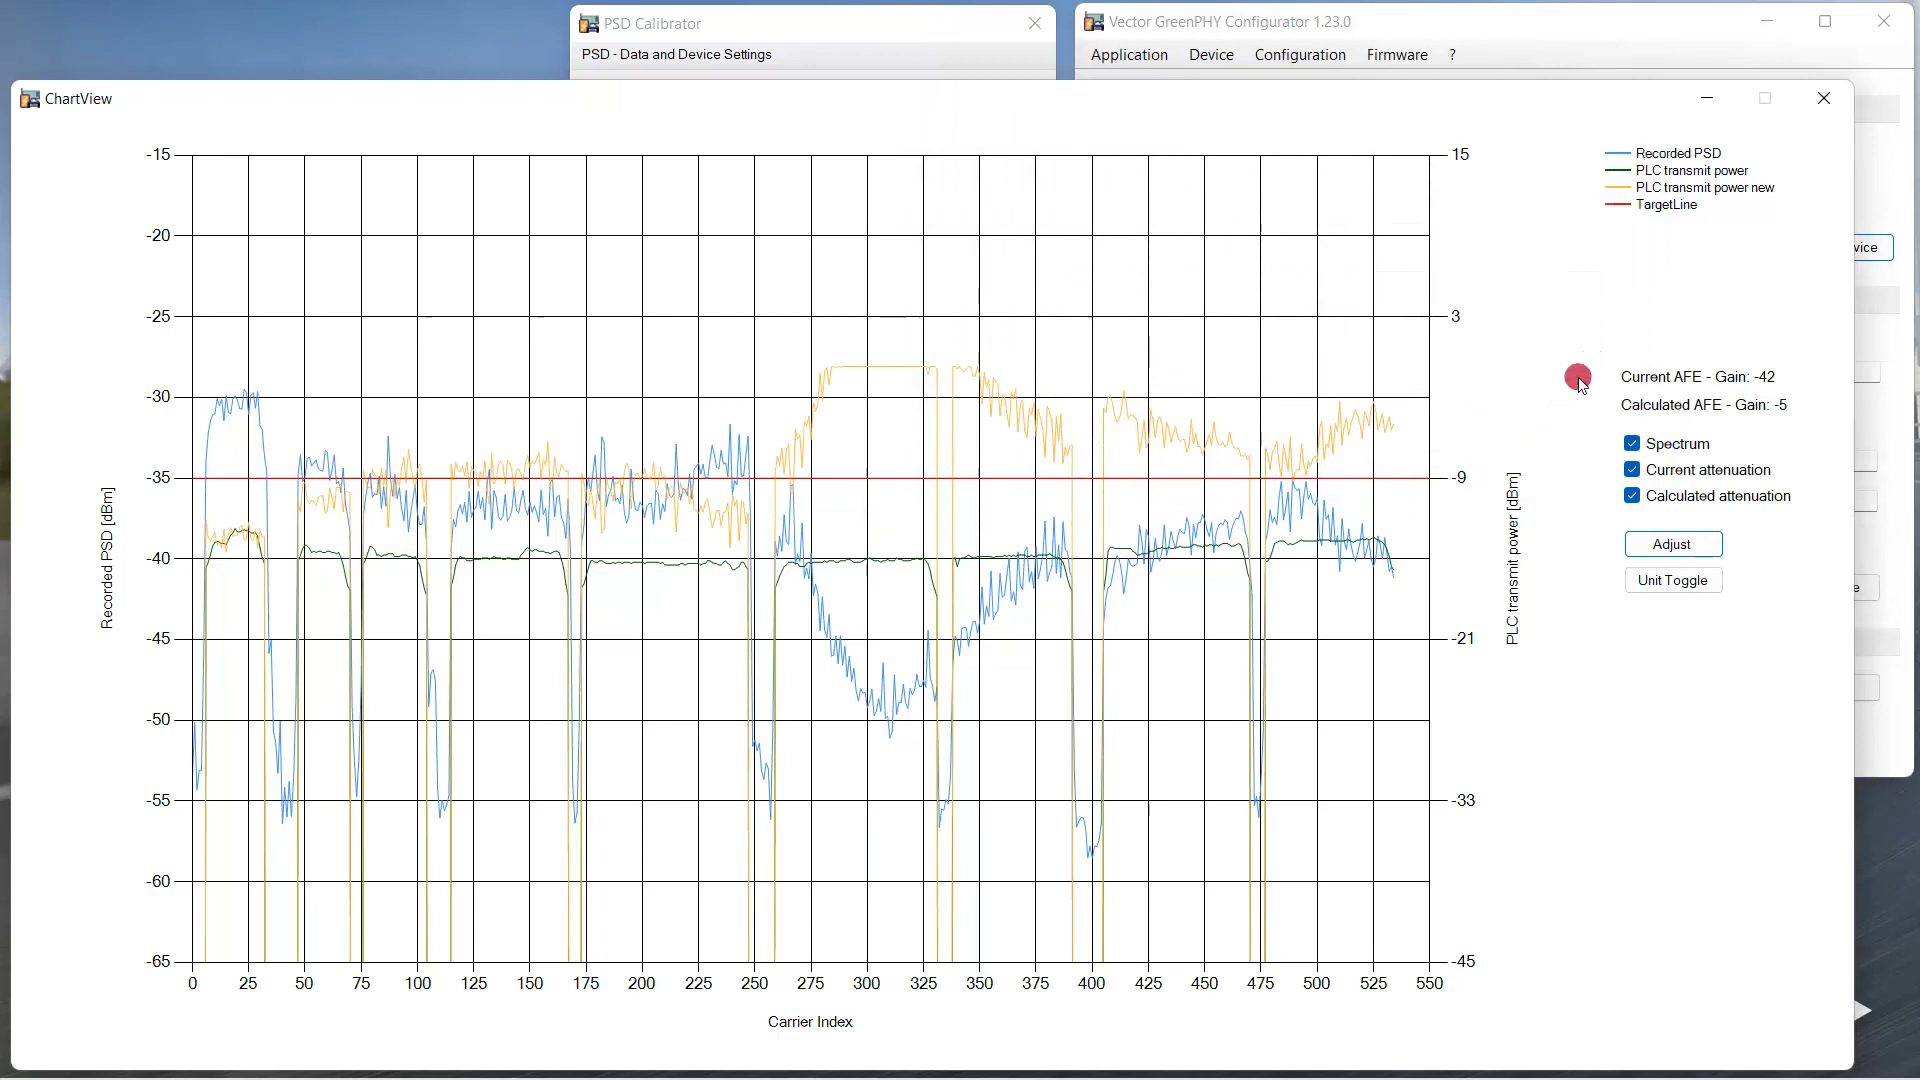 PSD Calibrator
Vector GreenPHY Configurator 1.23.0
PSD - Data and Device Settings
Application Device Configuration Firmware ?
ChartView
-15
-20
-25
-30
-35
-40
-45
-50
-55
-60
-65
Recorded PSD [dBm]
0 25 50 75 100 125 150 175 200 225 250 275 300 325 350 375 400 425 450 475 500 525 550
Carrier Index
15
3
-9
-21
-33
-45
PLC transmit power [dBm]
Recorded PSD
PLC transmit power
PLC transmit power new
TargetLine
vice
Current AFE - Gain: -42
Calculated AFE - Gain: -5
Spectrum
Current attenuation
Calculated attenuation
Adjust
Unit Toggle
e